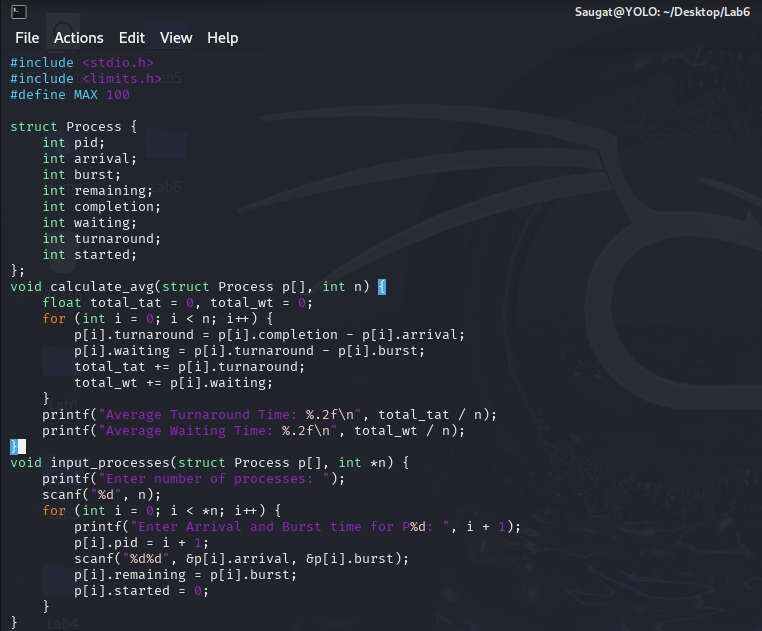 Saugat@YOLO: ~/Desktop/Lab6
File Actions Edit View Help
#include <stdio.h>
#include <limits.h>
#define MAX 100
struct Process {
    int pid;
    int arrival;
    int burst;
    int remaining;
    int completion;
    int waiting;
    int turnaround;
    int started;
};
void calculate_avg(struct Process p[], int n) {
    float total_tat = 0, total_wt = 0;
    for (int i = 0; i < n; i++) {
        p[i].turnaround = p[i].completion - p[i].arrival;
        p[i].waiting = p[i].turnaround - p[i].burst;
        total_tat += p[i].turnaround;
        total_wt += p[i].waiting;
    }
    printf("Average Turnaround Time: %.2f\n", total_tat / n);
    printf("Average Waiting Time: %.2f\n", total_wt / n);
}
void input_processes(struct Process p[], int *n) {
    printf("Enter number of processes: ");
    scanf("%d", n);
    for (int i = 0; i < *n; i++) {
        printf("Enter Arrival and Burst time for P%d: ", i + 1);
        p[i].pid = i + 1;
        scanf("%d%d", &p[i].arrival, &p[i].burst);
        p[i].remaining = p[i].burst;
        p[i].started = 0;
    }
}
Lab6
Lab1
Lab4